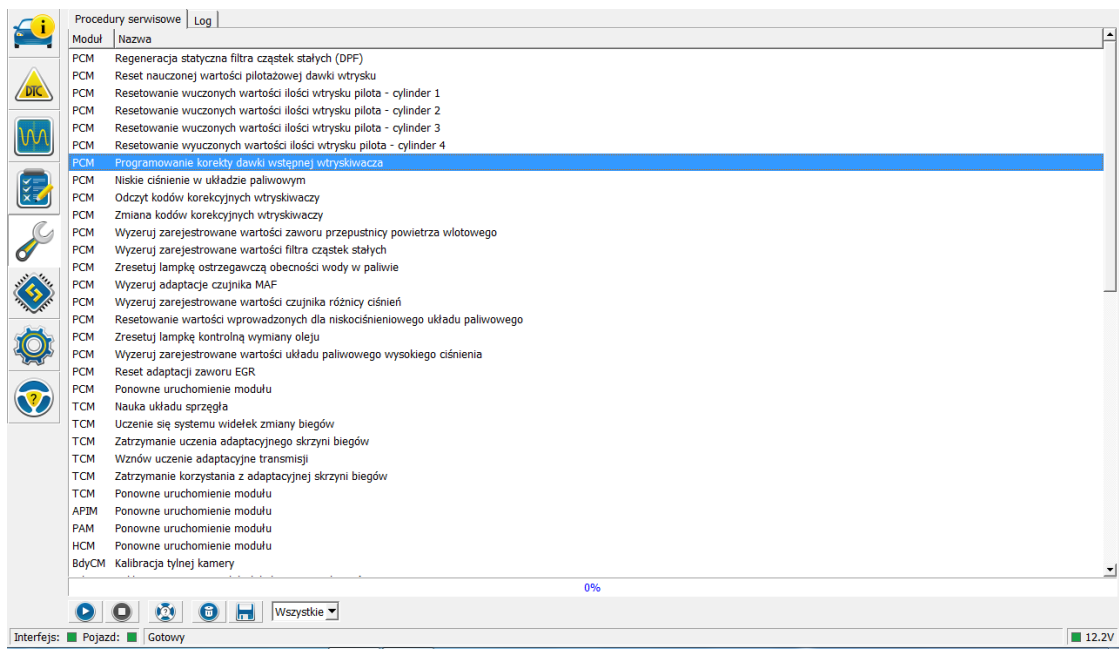 Procedury serwisowe Log
Moduł Nazwa
PCM Regeneracja statyczna filtra cząstek stałych (DPF)
PCM Reset nauczonej wartości pilotażowej dawki wtrysku
DTC
PCM Resetowanie wuczonych wartości ilości wtrysku pilota - cylinder 1
PCM Resetowanie wuczonych wartości ilości wtrysku pilota - cylinder 2
PCM Resetowanie wuczonych wartości ilości wtrysku pilota - cylinder 3
PCM Resetowanie wyuczonych wartości ilości wtrysku pilota - cylinder 4
PCM Programowanie korekty dawki wstępnej wtryskiwacza
PCM Niskie ciśnienie w układzie paliwowym
PCM Odczyt kodów korekcyjnych wtryskiwaczy
PCM Zmiana kodów korekcyjnych wtryskiwaczy
PCM Wyzeruj zarejestrowane wartości zaworu przepustnicy powietrza wlotowego
PCM Wyzeruj zarejestrowane wartości filtra cząstek stałych
PCM Zresetuj lampkę ostrzegawczą obecności wody w paliwie
PCM Wyzeruj adaptacje czujnika MAF
PCM Wyzeruj zarejestrowane wartości czujnika różnicy ciśnień
PCM Resetowanie wartości wprowadzonych dla niskociśnieniowego układu paliwowego
PCM Zresetuj lampkę kontrolną wymiany oleju
PCM Wyzeruj zarejestrowane wartości układu paliwowego wysokiego ciśnienia
PCM Reset adaptacji zaworu EGR
PCM Ponowne uruchomienie modułu
TCM Nauka układu sprzęgła
TCM Uczenie się systemu widełek zmiany biegów
TCM Zatrzymanie uczenia adaptacyjnego skrzyni biegów
TCM Wznów uczenie adaptacyjne transmisji
TCM Zatrzymanie korzystania z adaptacyjnej skrzyni biegów
TCM Ponowne uruchomienie modułu
APIM Ponowne uruchomienie modułu
PAM Ponowne uruchomienie modułu
HCM Ponowne uruchomienie modułu
BdyCM Kalibracja tylnej kamery
0%
Wszystkie
Interfejs: Pojazd: Gotowy 12.2V